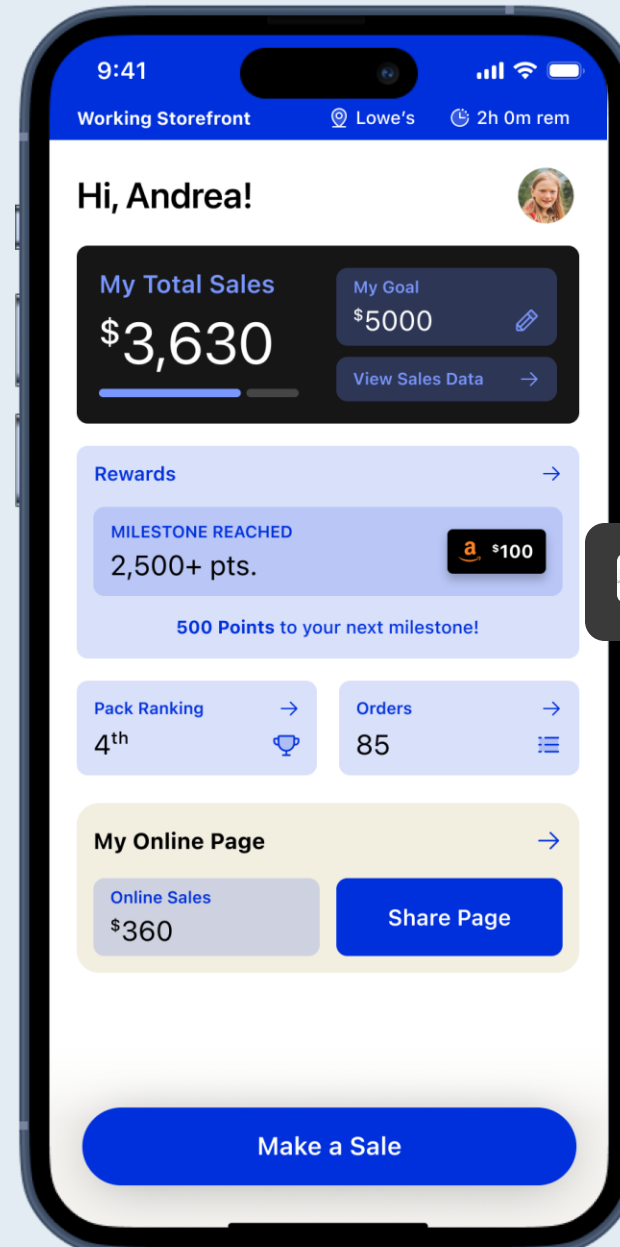 9:41
Working Storefront Lowe's 2h 0m rem
Hi, Andrea!
My Total Sales
$3,630
My Goal
$5000
View Sales Data
Rewards
MILESTONE REACHED
2,500+ pts.
a $100
500 Points to your next milestone!
Pack Ranking
4th
Orders
85
My Online Page
Online Sales
$360
Share Page
Make a Sale